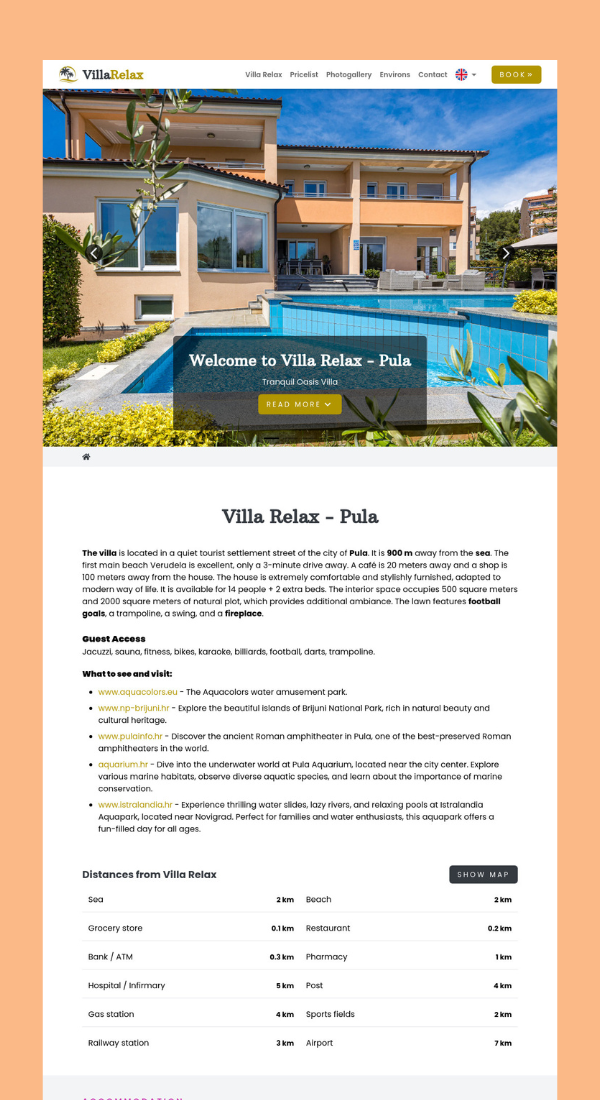 VillaRelax
Villa Relax Pricelist Photogallery Environs Contact BOOK »
Welcome to Villa Relax - Pula
Tranquil Oasis Villa
READ MORE
Villa Relax - Pula
The villa is located in a quiet tourist settlement street of the city of Pula. It is 900 m away from the sea. The
first main beach Verudela is excellent, only a 3-minute drive away. A café is 20 meters away and a shop is
100 meters away from the house. The house is extremely comfortable and stylishly furnished, adapted to
modern way of life. It is available for 14 people + 2 extra beds. The interior space occupies 500 square meters
and 2000 square meters of natural plot, which provides additional ambiance. The lawn features football
goals, a trampoline, a swing, and a fireplace.
Guest Access
Jacuzzi, sauna, fitness, bikes, karaoke, billiards, football, darts, trampoline.
What to see and visit:
www.aquacolors.eu - The Aquacolors water amusement park.
www.np-brijuni.hr - Explore the beautiful islands of Brijuni National Park, rich in natural beauty and
cultural heritage.
www.pulainfo.hr - Discover the ancient Roman amphitheater in Pula, one of the best-preserved Roman
amphitheaters in the world.
aquarium.hr - Dive into the underwater world at Pula Aquarium, located near the city center. Explore
various marine habitats, observe diverse aquatic species, and learn about the importance of marine
conservation.
www.istralandia.hr - Experience thrilling water slides, lazy rivers, and relaxing pools at Istralandia
Aquapark, located near Novigrad. Perfect for families and water enthusiasts, this aquapark offers a
fun-filled day for all ages.
Distances from Villa Relax SHOW MAP
Sea 2 km Beach 2 km
Grocery store 0.1 km Restaurant 0.2 km
Bank / ATM 0.3 km Pharmacy 1 km
Hospital / Infirmary 5 km Post 4 km
Gas station 4 km Sports fields 2 km
Railway station 3 km Airport 7 km